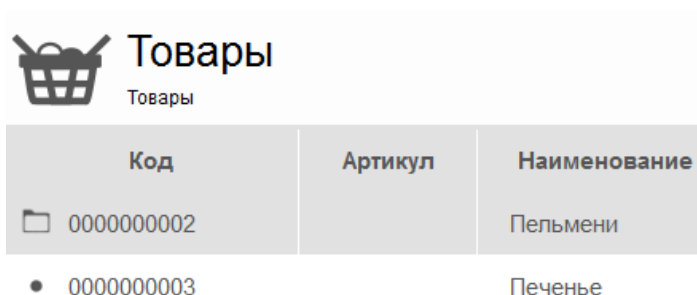 Товары
Товары
Код Артикул Наименование
0000000002 Пельмени
0000000003 Печенье